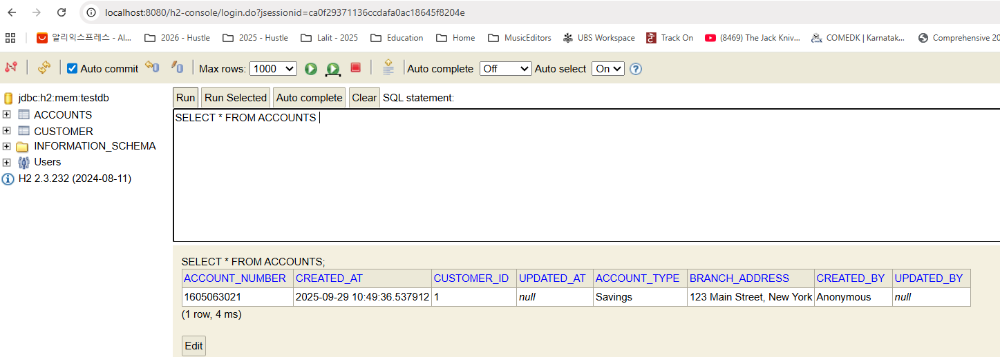 localhost:8080/h2-console/login.do?jsessionid=ca0f29371136ccdafa0ac18645f8204e
알리익스프레스 - Al... 2026 - Hustle 2025 - Hustle Lalit - 2025 Education Home MusicEditors UBS Workspace Track On (8469) The Jack Kniv... COMEDK | Karnatak... Comprehensive 20
Auto commit Max rows: 1000 Auto complete Off Auto select On ?
jdbc:h2:mem:testdb
ACCOUNTS
CUSTOMER
INFORMATION_SCHEMA
Users
H2 2.3.232 (2024-08-11)
Run Run Selected Auto complete Clear SQL statement:
SELECT * FROM ACCOUNTS
SELECT * FROM ACCOUNTS;
ACCOUNT_NUMBER CREATED_AT CUSTOMER_ID UPDATED_AT ACCOUNT_TYPE BRANCH_ADDRESS CREATED_BY UPDATED_BY
1605063021 2025-09-29 10:49:36.537912 1 null Savings 123 Main Street, New York Anonymous null
(1 row, 4 ms)
Edit